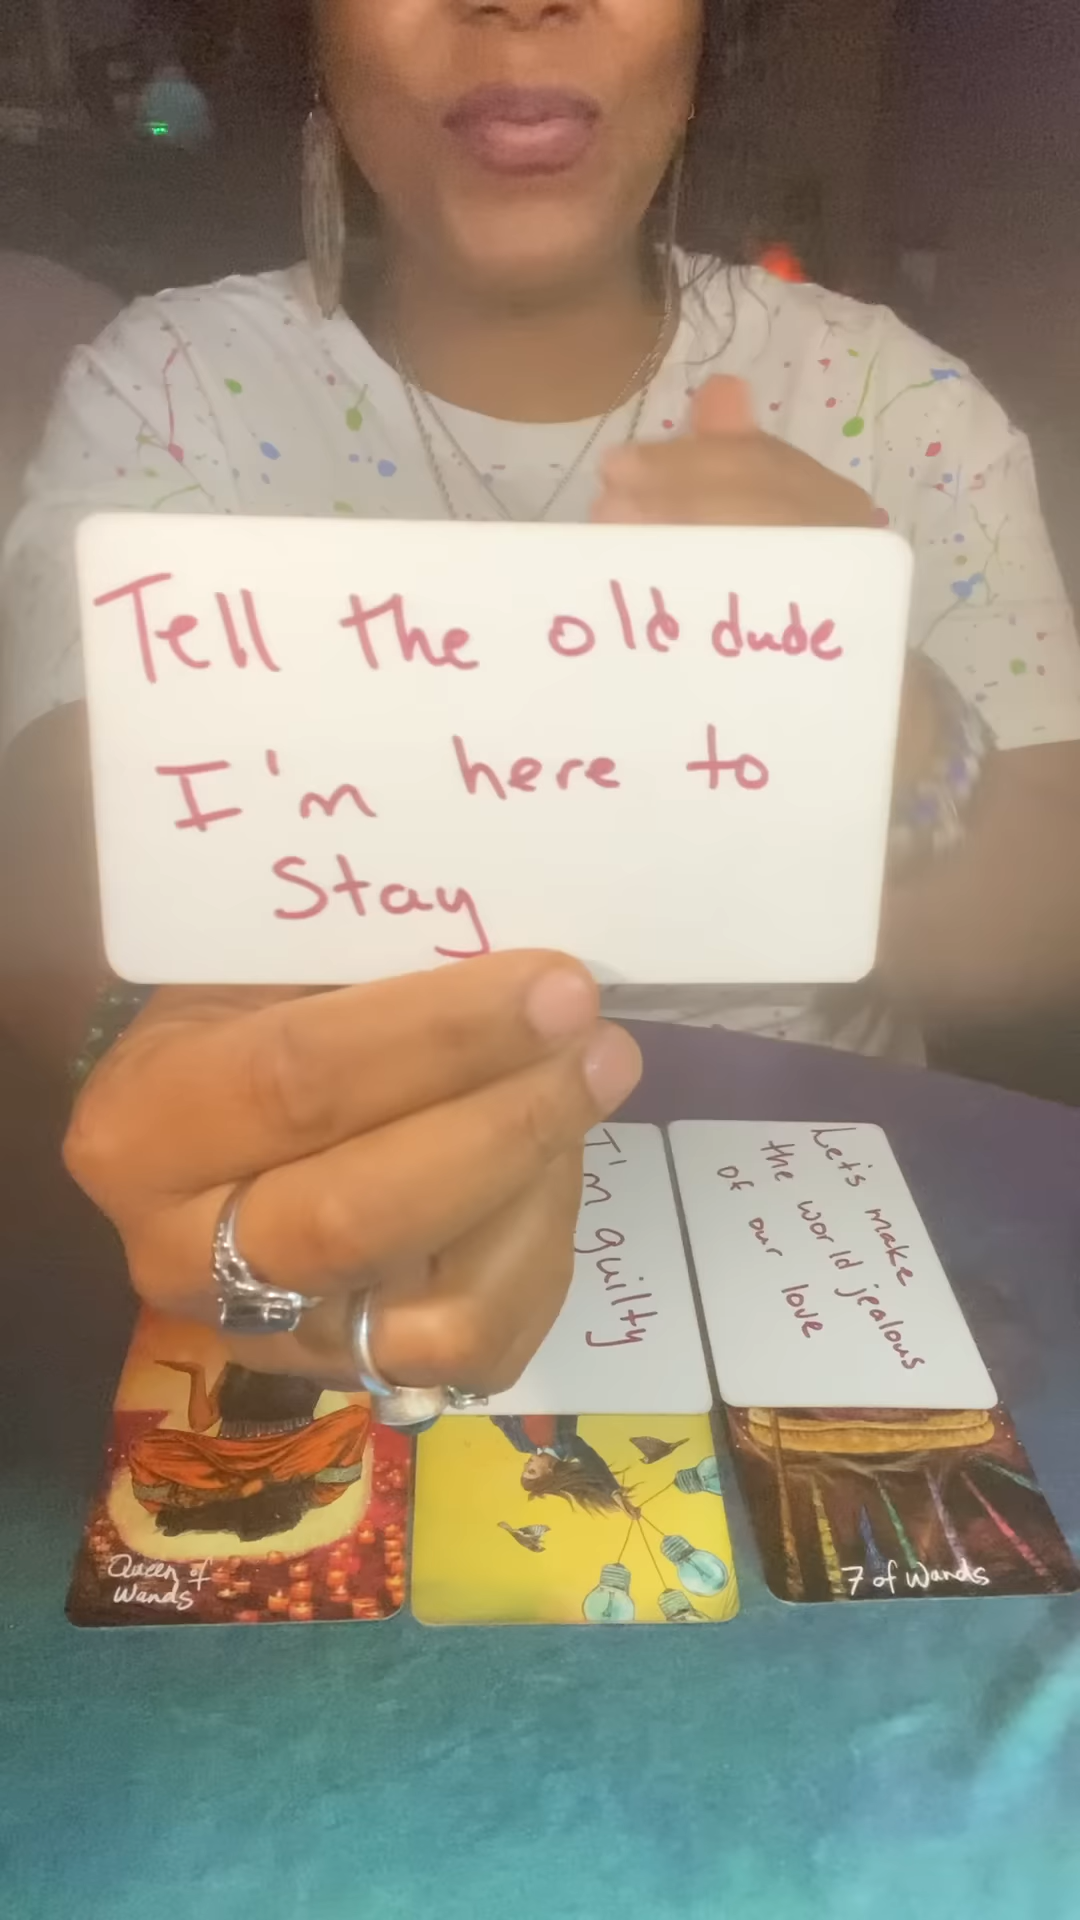 Tell the old dude
I'm here to
Stay
I'm guilty
Let's make
the world jealous
of our love
Queen of
Wands
7 of Wands